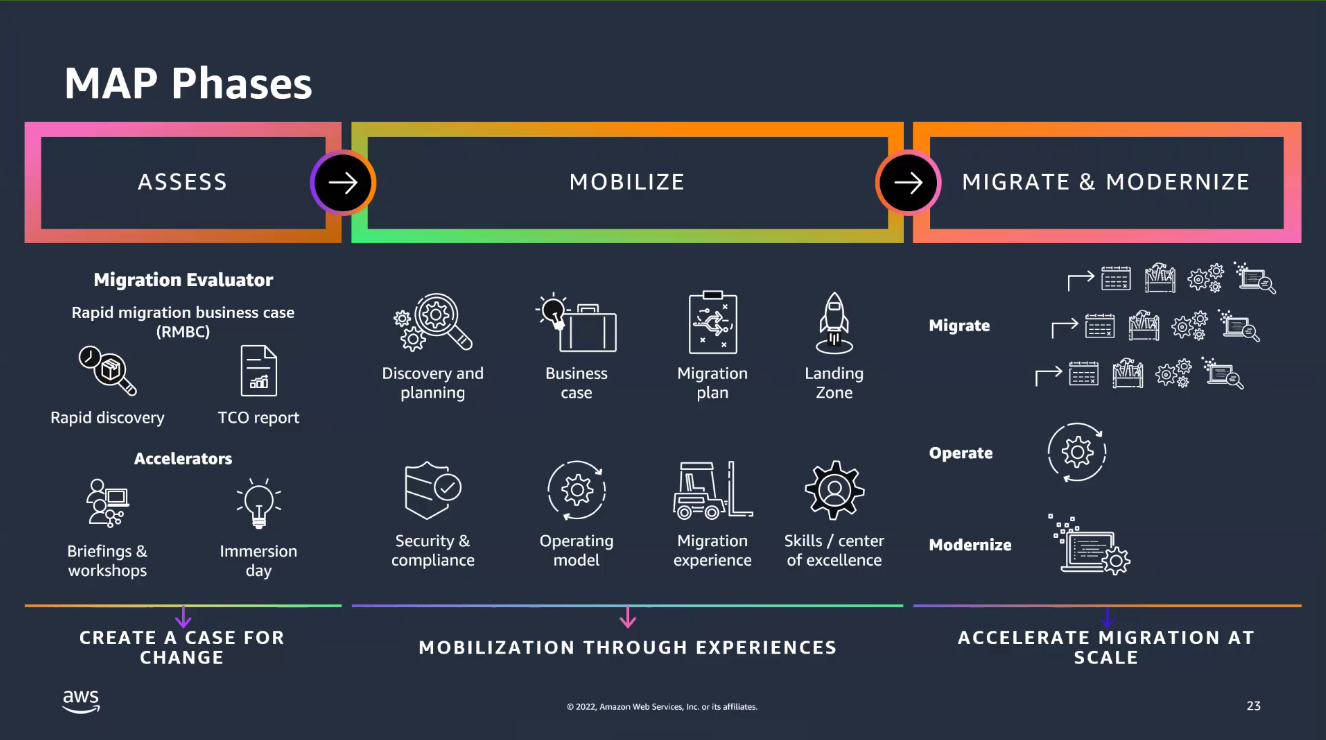 MAP Phases
ASSESS
MOBILIZE
MIGRATE & MODERNIZE
Migration Evaluator
Rapid migration business case
(RMBC)
Rapid discovery
TCO report
Accelerators
Briefings &
workshops
Immersion
day
Discovery and
planning
Business
case
Migration
plan
Landing
Zone
Security &
compliance
Operating
model
Migration
experience
Skills / center
of excellence
Migrate
Operate
Modernize
CREATE A CASE FOR
CHANGE
MOBILIZATION THROUGH EXPERIENCES
ACCELERATE MIGRATION AT
SCALE
aws
© 2022, Amazon Web Services, Inc. or its affiliates.
23